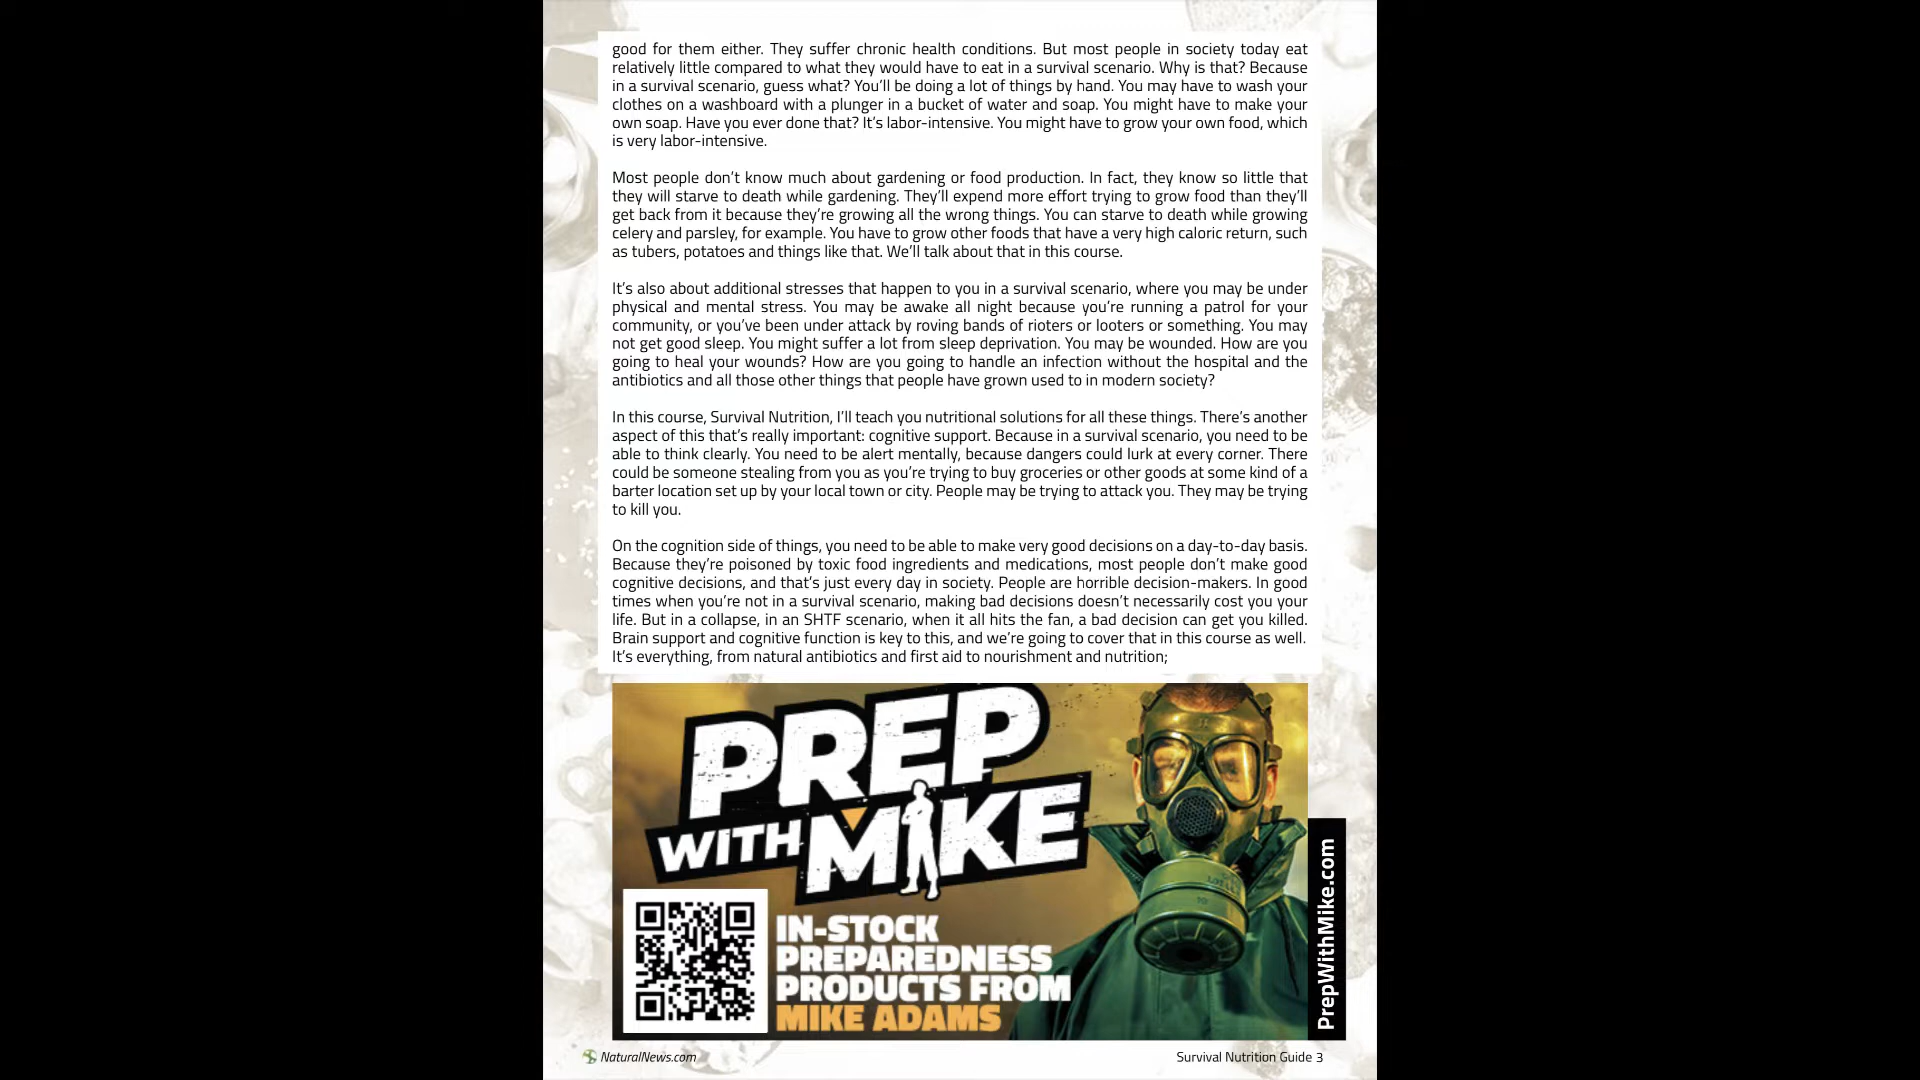 good for them either. They suffer chronic health conditions. But most people in society today eat
relatively little compared to what they would have to eat in a survival scenario. Why is that? Because
in a survival scenario, guess what? You’ll be doing a lot of things by hand. You may have to wash your
clothes on a washboard with a plunger in a bucket of water and soap. You might have to make your
own soap. Have you ever done that? It’s labor-intensive. You might have to grow your own food, which
is very labor-intensive.
Most people don’t know much about gardening or food production. In fact, they know so little that
they will starve to death while gardening. They’ll expend more effort trying to grow food than they’ll
get back from it because they’re growing all the wrong things. You can starve to death while growing
celery and parsley, for example. You have to grow other foods that have a very high caloric return, such
as tubers, potatoes and things like that. We’ll talk about that in this course.
It’s also about additional stresses that happen to you in a survival scenario, where you may be under
physical and mental stress. You may be awake all night because you’re running a patrol for your
community, or you’ve been under attack by roving bands of rioters or looters or something. You may
not get good sleep. You might suffer a lot from sleep deprivation. You may be wounded. How are you
going to heal your wounds? How are you going to handle an infection without the hospital and the
antibiotics and all those other things that people have grown used to in modern society?
In this course, Survival Nutrition, I’ll teach you nutritional solutions for all these things. There’s another
aspect of this that’s really important: cognitive support. Because in a survival scenario, you need to be
able to think clearly. You need to be alert mentally, because dangers could lurk at every corner. There
could be someone stealing from you as you’re trying to buy groceries or other goods at some kind of a
barter location set up by your local town or city. People may be trying to attack you. They may be trying
to kill you.
On the cognition side of things, you need to be able to make very good decisions on a day-to-day basis.
Because they’re poisoned by toxic food ingredients and medications, most people don’t make good
cognitive decisions, and that’s just every day in society. People are horrible decision-makers. In good
times when you’re not in a survival scenario, making bad decisions doesn’t necessarily cost you your
life. But in a collapse, in an SHTF scenario, when it all hits the fan, a bad decision can get you killed.
Brain support and cognitive function is key to this, and we’re going to cover that in this course as well.
It’s everything, from natural antibiotics and first aid to nourishment and nutrition;
PREP
WITH MIKE
IN-STOCK
PREPAREDNESS
PRODUCTS FROM
MIKE ADAMS
PrepWithMike.com
NaturalNews.com
Survival Nutrition Guide 3